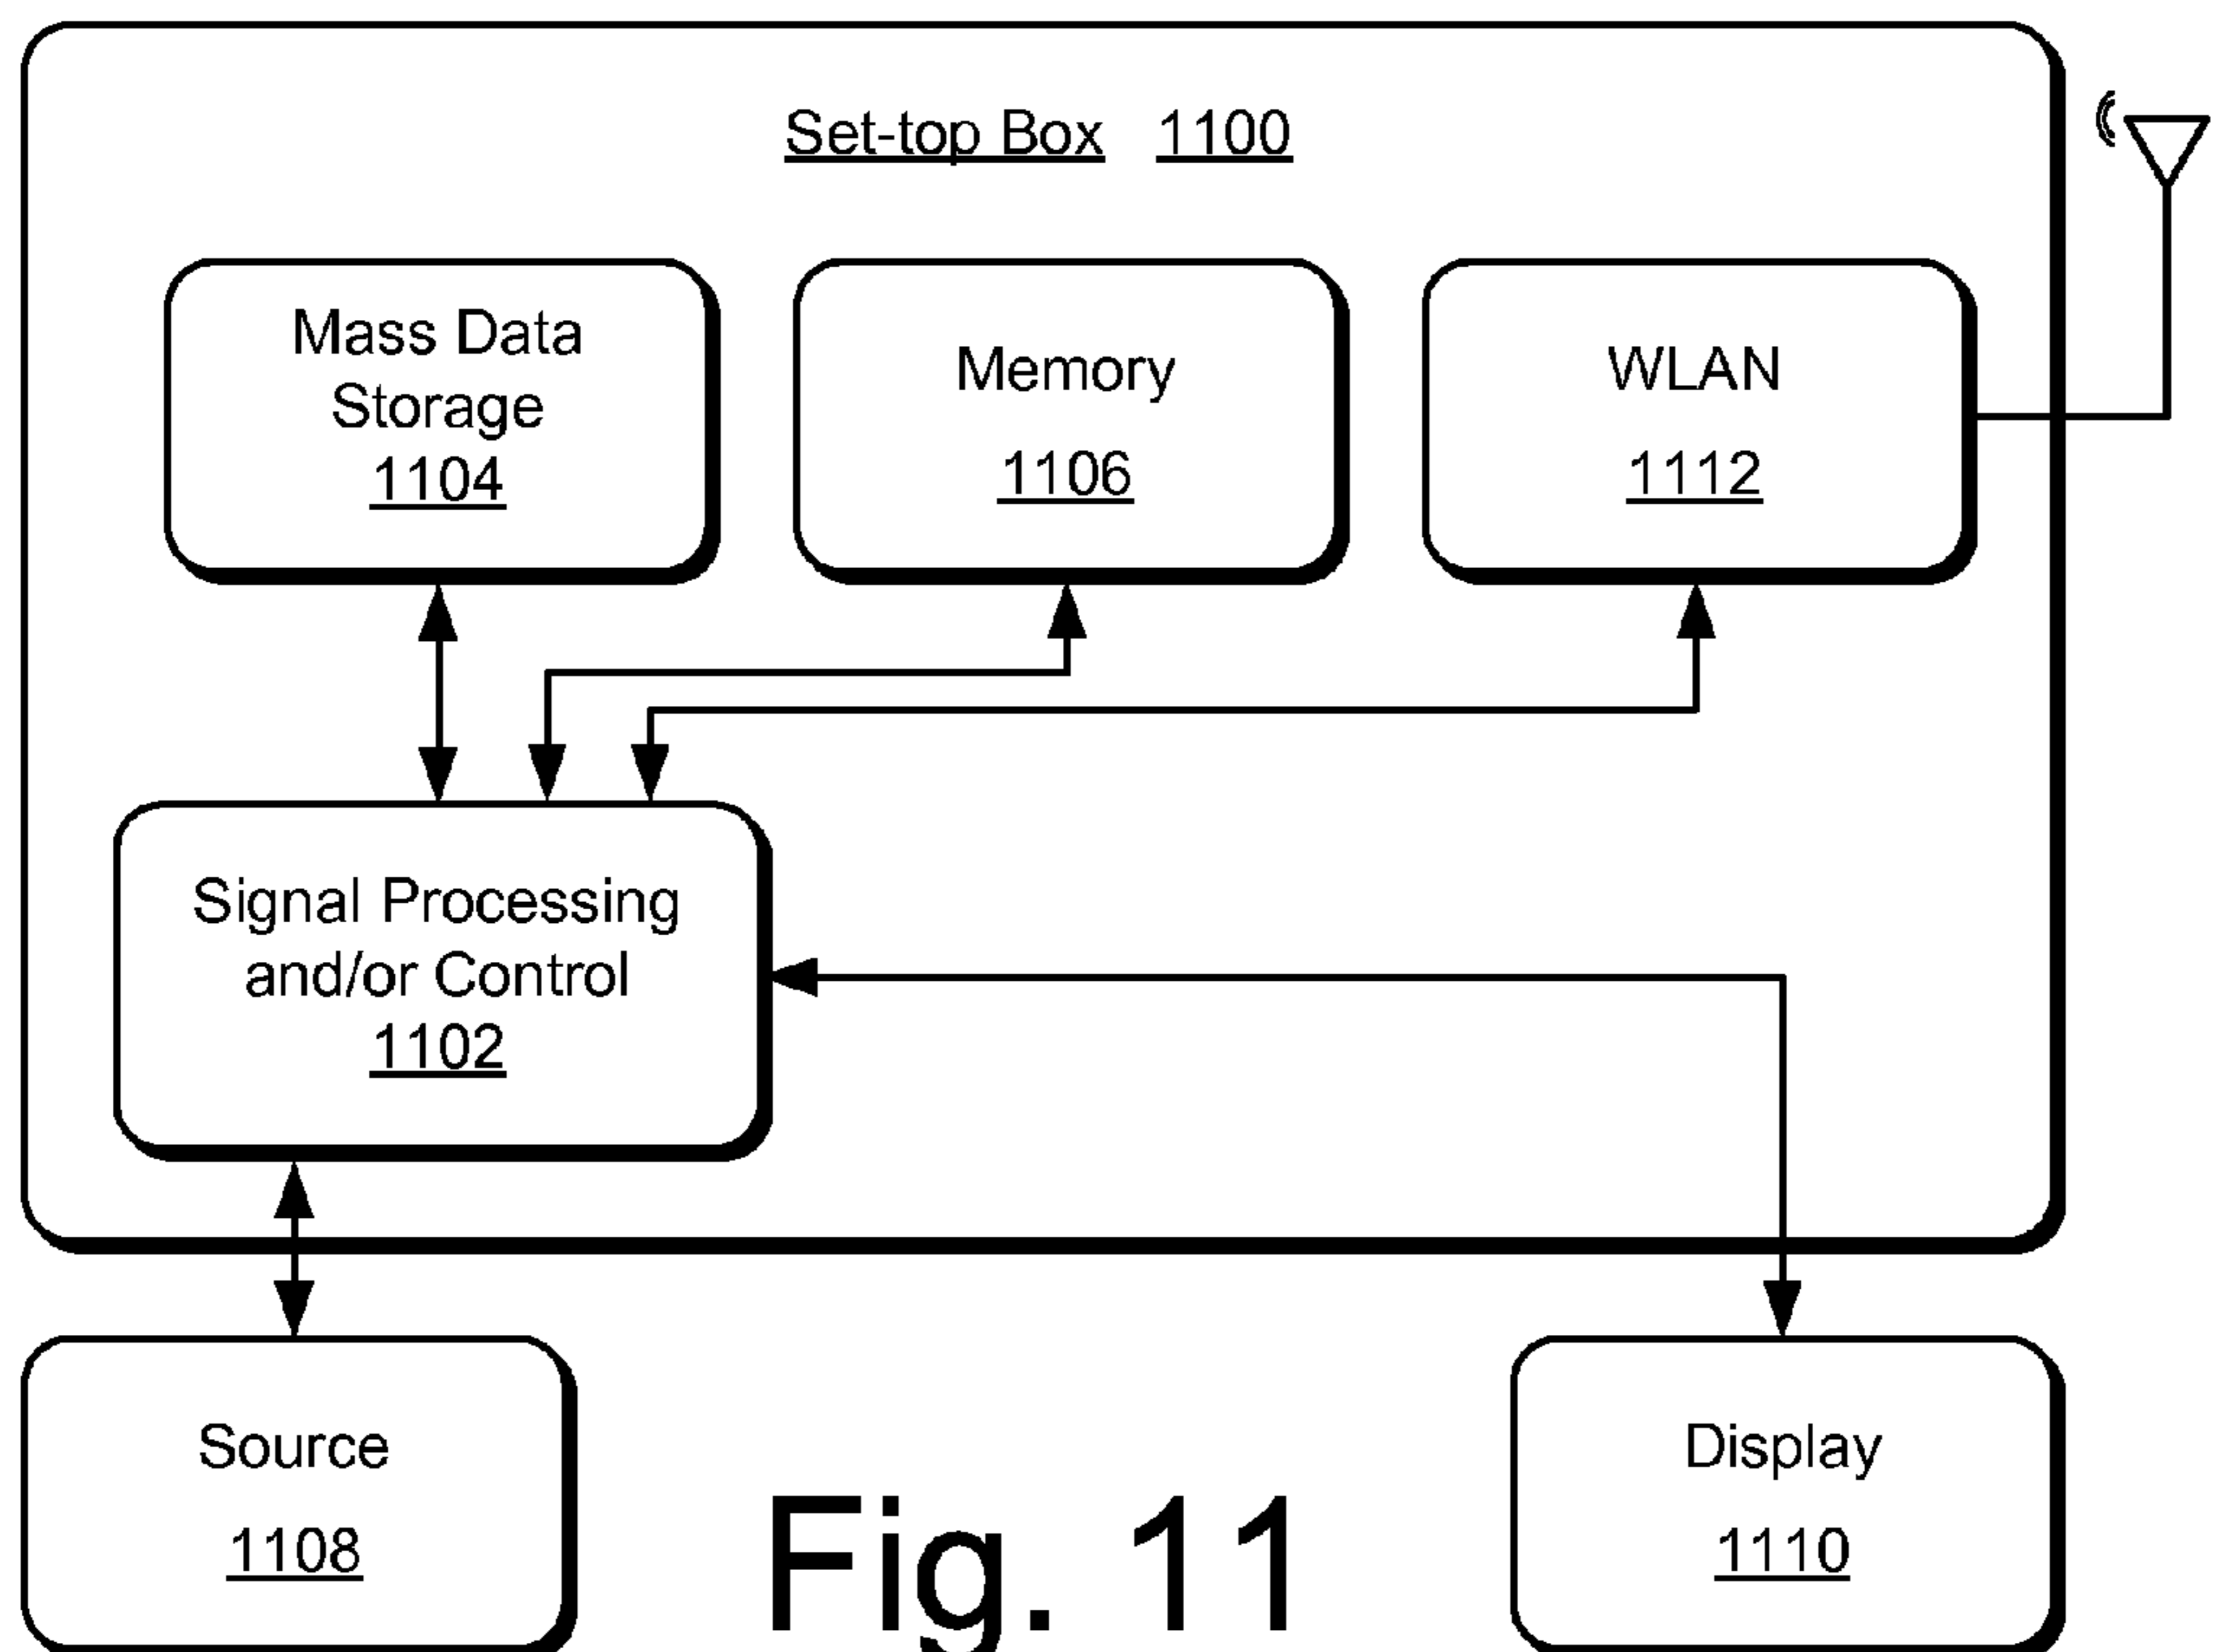 Set-top Box 1100
Mass Data
Storage
1104
Memory
1106
WLAN
1112
Signal Processing
and/or Control
1102
Source
1108
Display
1110
Fig. 11